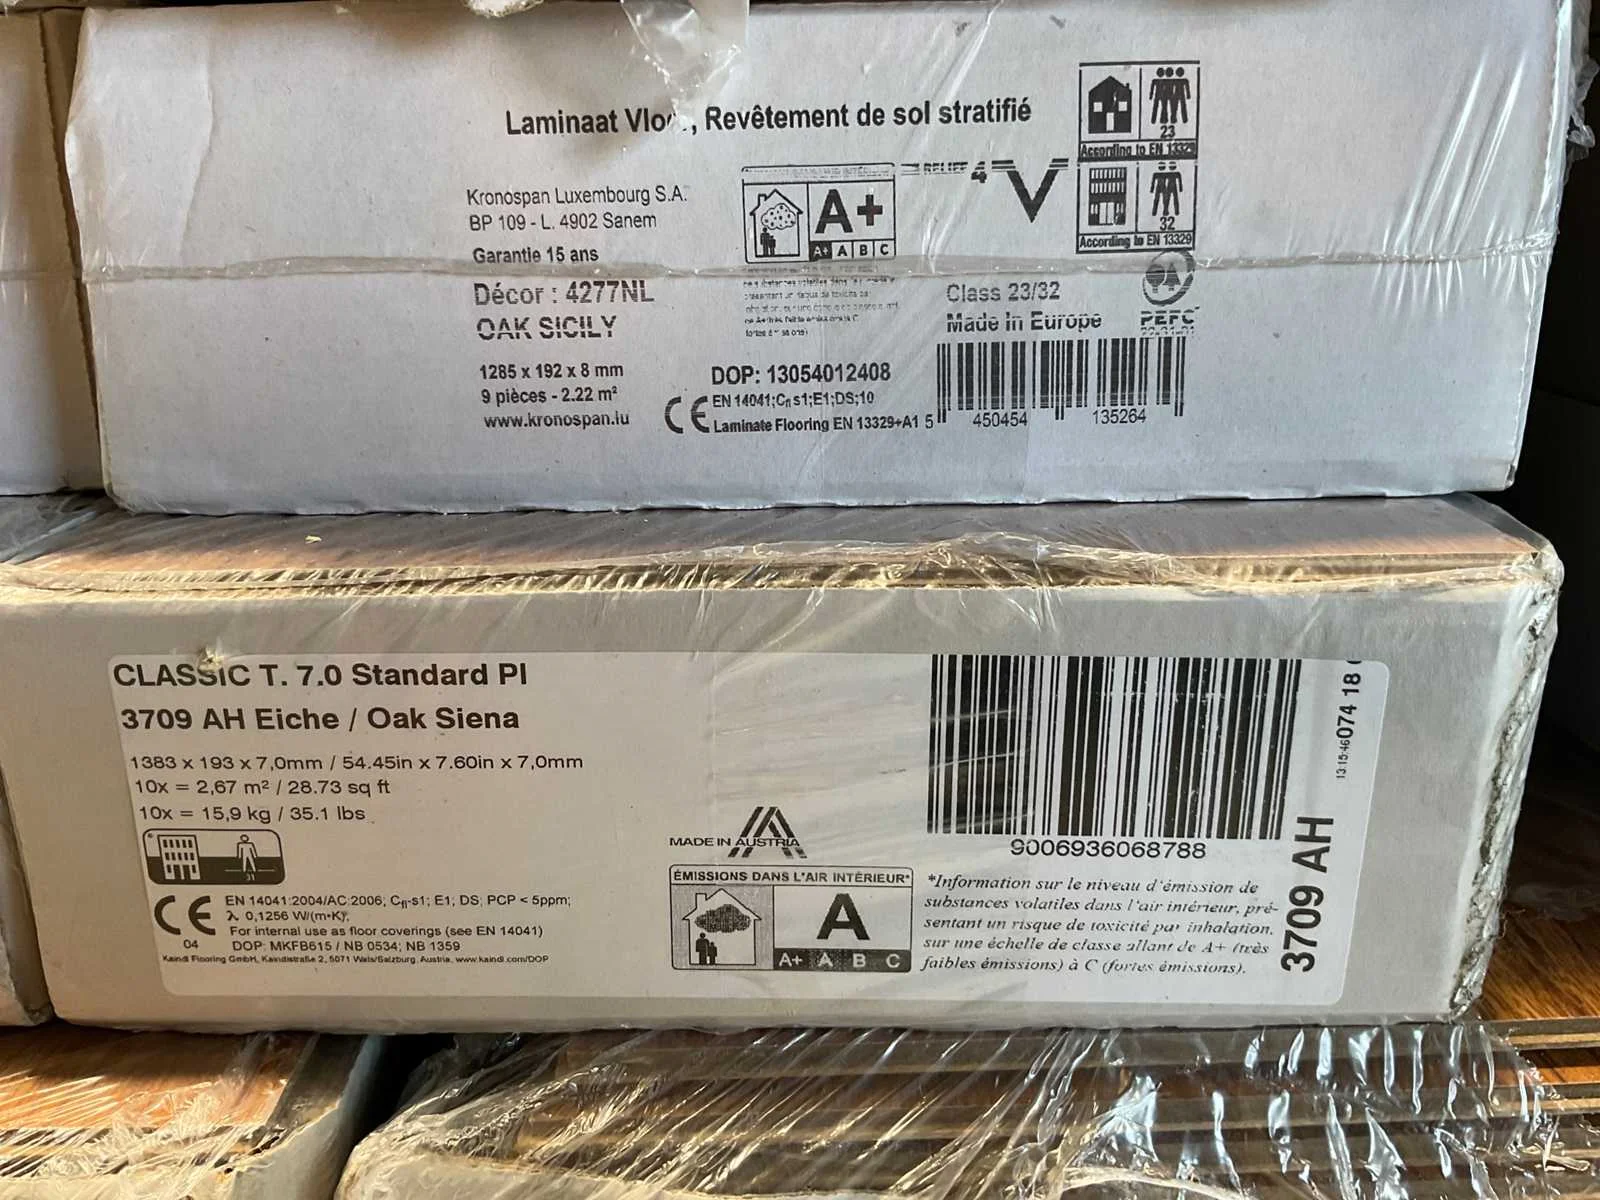 Laminaat , Revêtement de sol stratifié
23
According to EN 13329
32
According to EN 13329
Kronospan Luxembourg S.A.
BP 109 - L. 4902 Sanem
Garantie 15 ans
Décor : 4277NL
OAK SICILY
1285 x 192 x 8 mm
9 pièces - 2.22 m²
www.kronospan.lu
A+
A+ A B C
RELIEF 4 V
Class 23/32
Made In Europe
PEFC
DOP: 13054012408
CE EN 14041;Cfl s1;E1;DS;10
Laminate Flooring EN 13329+A1
5 450454 135264
CLASSIC T. 7.0 Standard PI
3709 AH Eiche / Oak Siena
1383 x 193 x 7,0mm / 54.45in x 7.60in x 7,0mm
10x = 2,67 m² / 28.73 sq ft
10x = 15,9 kg / 35.1 lbs
31
CE
04
EN 14041:2004/AC:2006; Cfl-s1; E1; DS; PCP < 5ppm;
λ 0,1256 W/(m•K);
For internal use as floor coverings (see EN 14041)
DOP: MKFB615 / NB 0534; NB 1359
Kaindl Flooring GmbH, Kaindlstraße 2, 5071 Wals/Salzburg, Austria, www.kaindl.com/DOP
MADE IN AUSTRIA
ÉMISSIONS DANS L'AIR INTÉRIEUR*
A
A+ A B C
9006936068788
*Information sur le niveau d'émission de
substances volatiles dans l'air intérieur, pré-
sentant un risque de toxicité par inhalation,
sur une échelle de classe allant de A+ (très
faibles émissions) à C (fortes émissions).
3709 AH
13:15:46 074 18